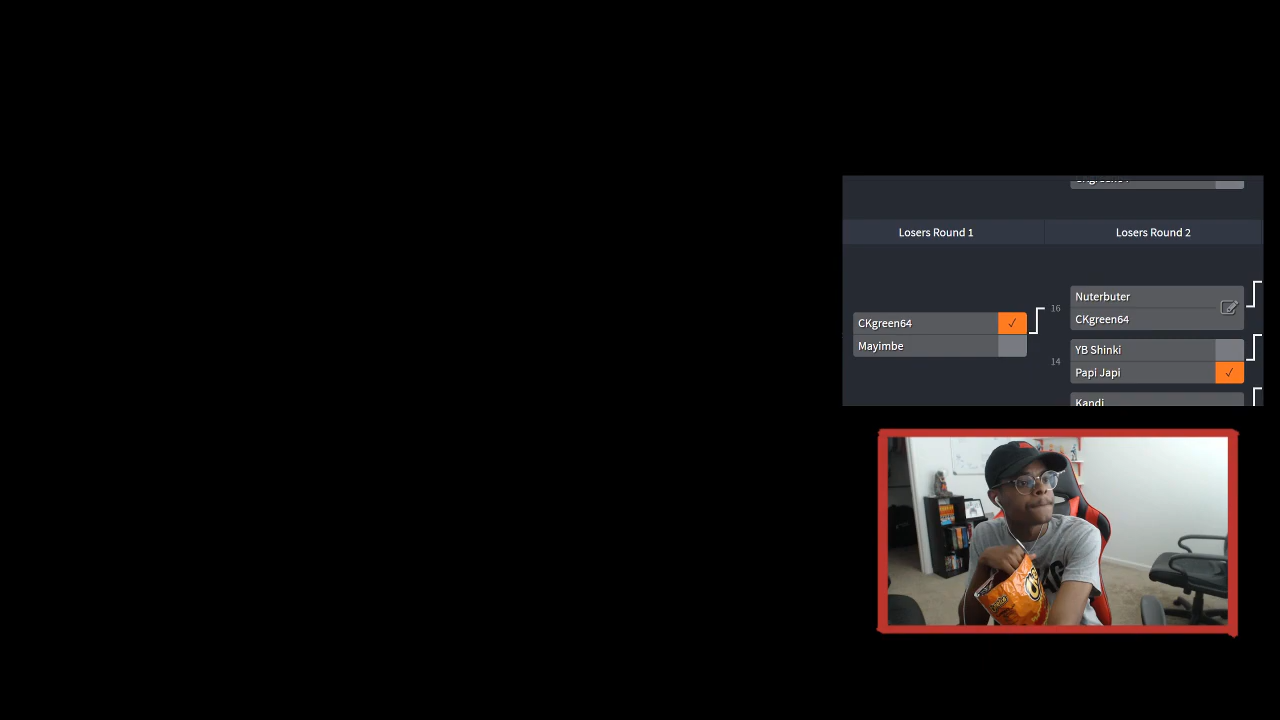 Losers Round 1
Losers Round 2
16
Nuterbuter
CKgreen64
CKgreen64 ✓
Mayimbe
14
YB Shinki
Papi Japi ✓
Kandi